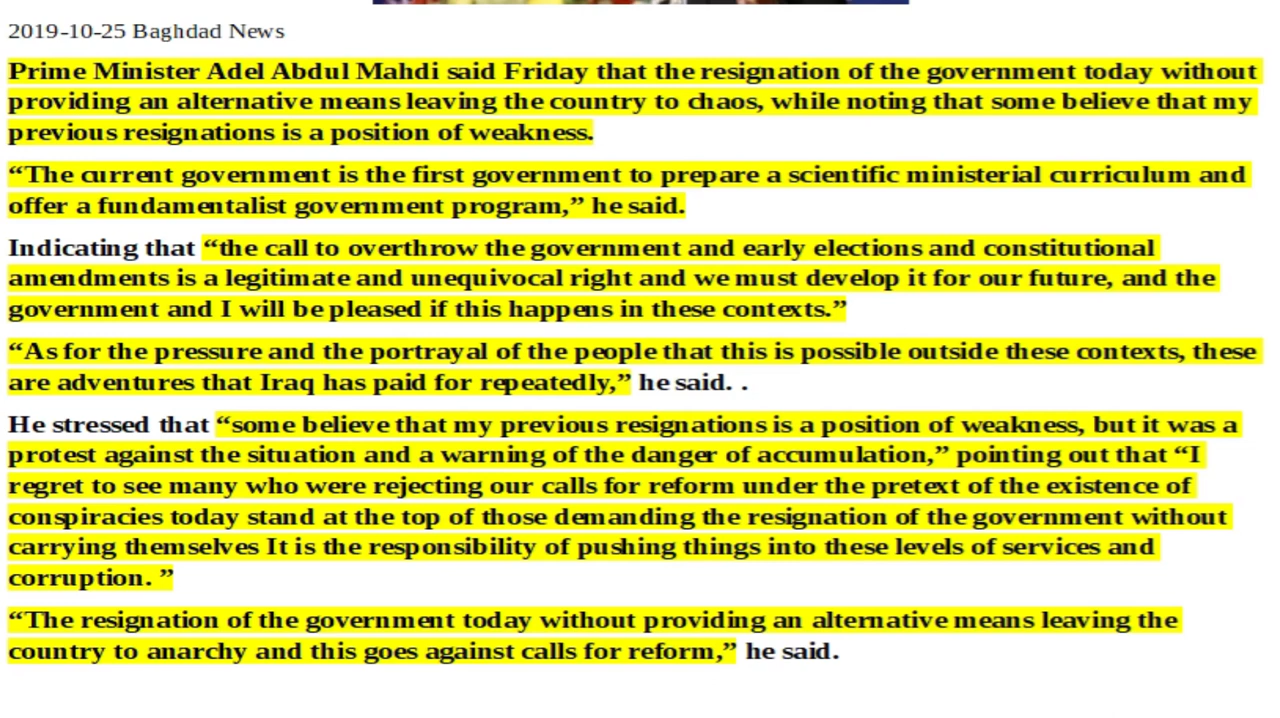 2019-10-25 Baghdad News
Prime Minister Adel Abdul Mahdi said Friday that the resignation of the government today without
providing an alternative means leaving the country to chaos, while noting that some believe that my
previous resignations is a position of weakness.
“The current government is the first government to prepare a scientific ministerial curriculum and
offer a fundamentalist government program,” he said.
Indicating that “the call to overthrow the government and early elections and constitutional
amendments is a legitimate and unequivocal right and we must develop it for our future, and the
government and I will be pleased if this happens in these contexts.”
“As for the pressure and the portrayal of the people that this is possible outside these contexts, these
are adventures that Iraq has paid for repeatedly,” he said. .
He stressed that “some believe that my previous resignations is a position of weakness, but it was a
protest against the situation and a warning of the danger of accumulation,” pointing out that “I
regret to see many who were rejecting our calls for reform under the pretext of the existence of
conspiracies today stand at the top of those demanding the resignation of the government without
carrying themselves It is the responsibility of pushing things into these levels of services and
corruption. ”
“The resignation of the government today without providing an alternative means leaving the
country to anarchy and this goes against calls for reform,” he said.